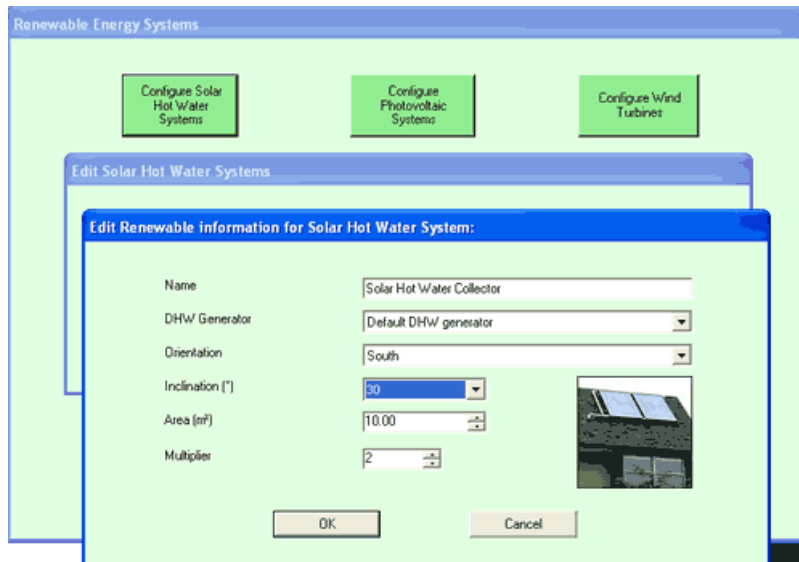 Renewable Energy Systems
Configure Solar
Hot Water
Systems
Configure
Photovoltaic
Systems
Configure Wind
Turbines
Edit Solar Hot Water Systems
Edit Renewable information for Solar Hot Water System:
Name
Solar Hot Water Collector
DHW Generator
Default DHW generator
Orientation
South
Inclination (°)
30
Area (m²)
10.00
Multiplier
2
OK
Cancel